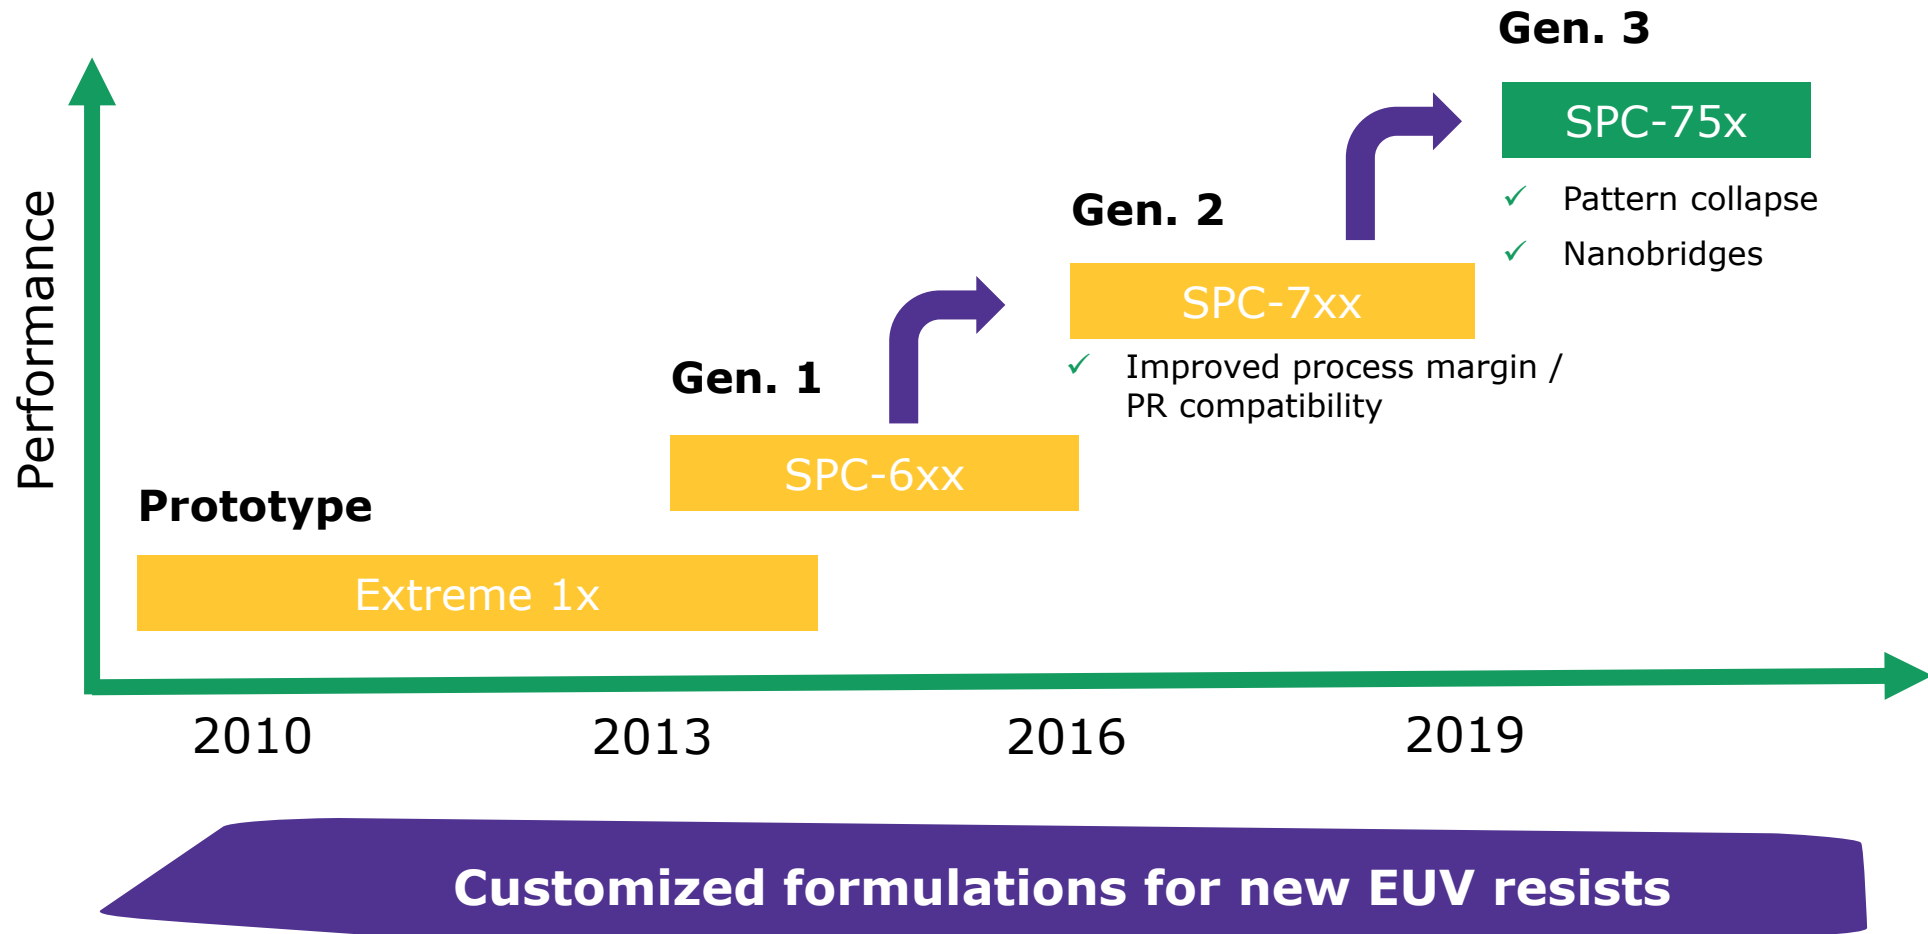 Gen. 3
SPC-75x
✓ Pattern collapse
✓ Nanobridges
Gen. 2
SPC-7xx
✓ Improved process margin /
PR compatibility
Gen. 1
SPC-6xx
Prototype
Extreme 1x
Performance
2010
2013
2016
2019
Customized formulations for new EUV resists